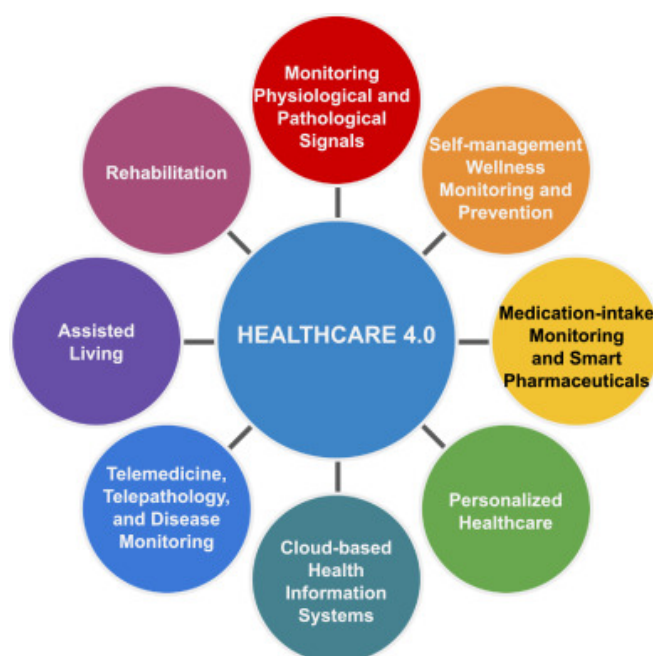 Monitoring
Physiological and
Pathological
Signals
Self-management
Wellness
Monitoring and
Prevention
Medication-intake
Monitoring
and Smart
Pharmaceuticals
Personalized
Healthcare
Cloud-based
Health
Information
Systems
Telemedicine,
Telepathology,
and Disease
Monitoring
Assisted
Living
Rehabilitation
HEALTHCARE 4.0